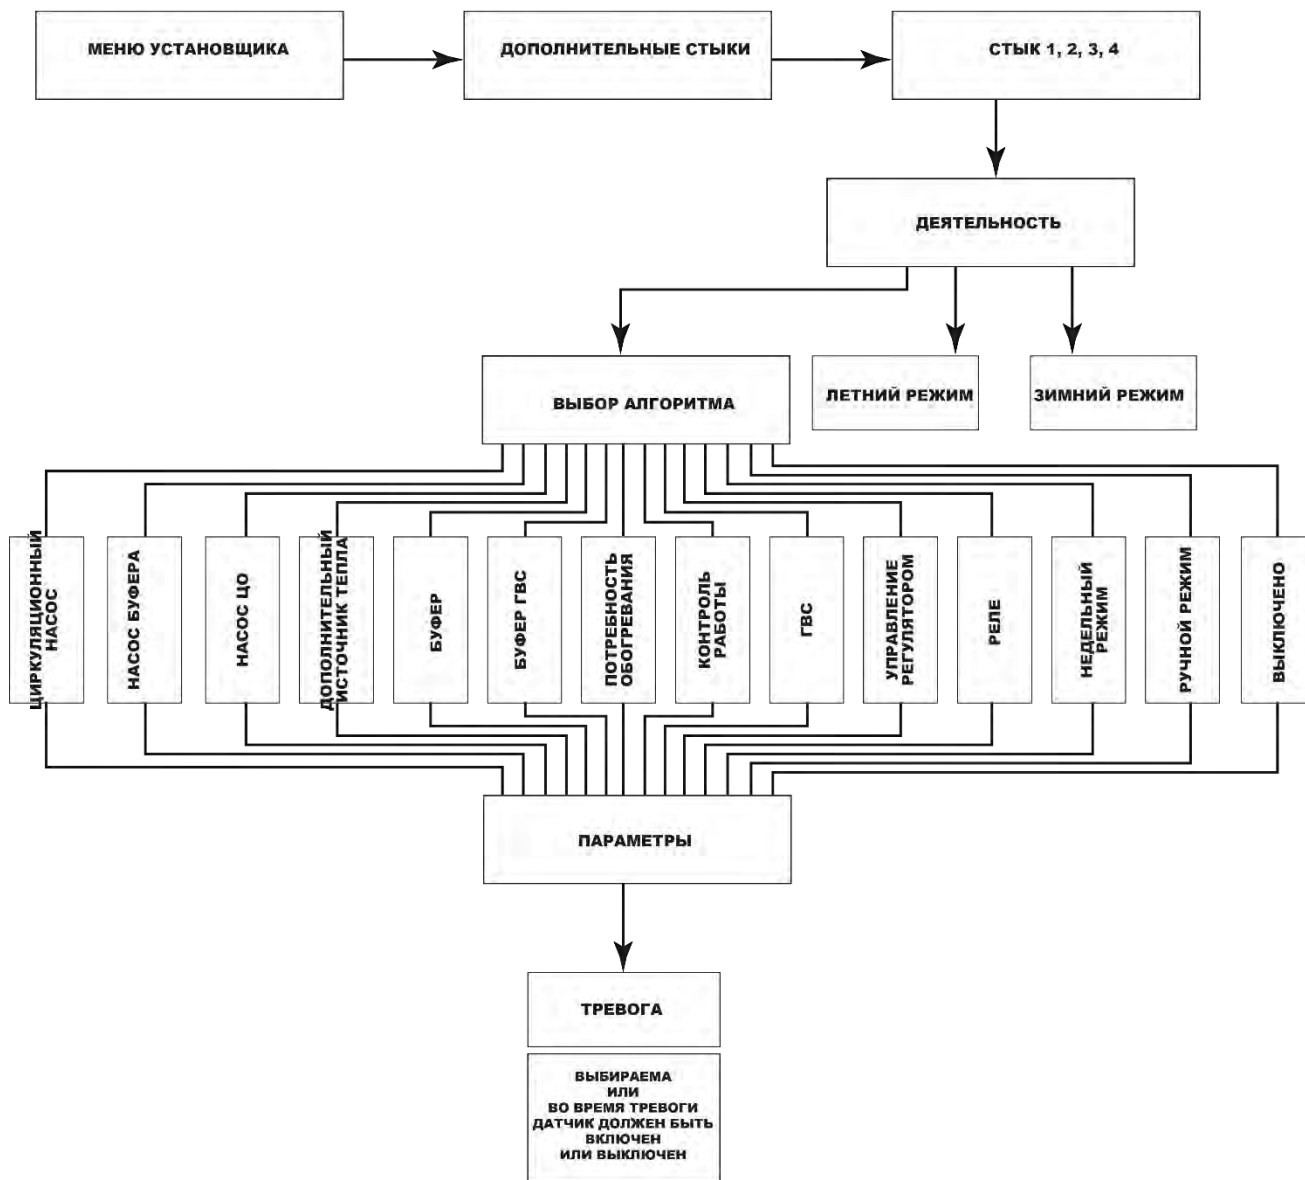 МЕНЮ УСТАНОВЩИКА
ДОПОЛНИТЕЛЬНЫЕ СТЫКИ
СТЫК 1, 2, 3, 4
ДЕЯТЕЛЬНОСТЬ
ВЫБОР АЛГОРИТМА
ЛЕТНИЙ РЕЖИМ
ЗИМНИЙ РЕЖИМ
ЦИРКУЛЯЦИОННЫЙ
НАСОС
НАСОС БУФЕРА
НАСОС ЦО
ДОПОЛНИТЕЛЬНЫЙ
ИСТОЧНИК ТЕПЛА
БУФЕР
БУФЕР ГВС
ПОТРЕБНОСТЬ
ОБОГРЕВАНИЯ
КОНТРОЛЬ
РАБОТЫ
ГВС
УПРАВЛЕНИЕ
РЕГУЛЯТОРОМ
РЕЛЕ
НЕДЕЛЬНЫЙ
РЕЖИМ
РУЧНОЙ РЕЖИМ
ВЫКЛЮЧЕНО
ПАРАМЕТРЫ
ТРЕВОГА
ВЫБИРАЕМА
ИЛИ
ВО ВРЕМЯ ТРЕВОГИ
ДАТЧИК ДОЛЖЕН БЫТЬ
ВКЛЮЧЕН
ИЛИ ВЫКЛЮЧЕН